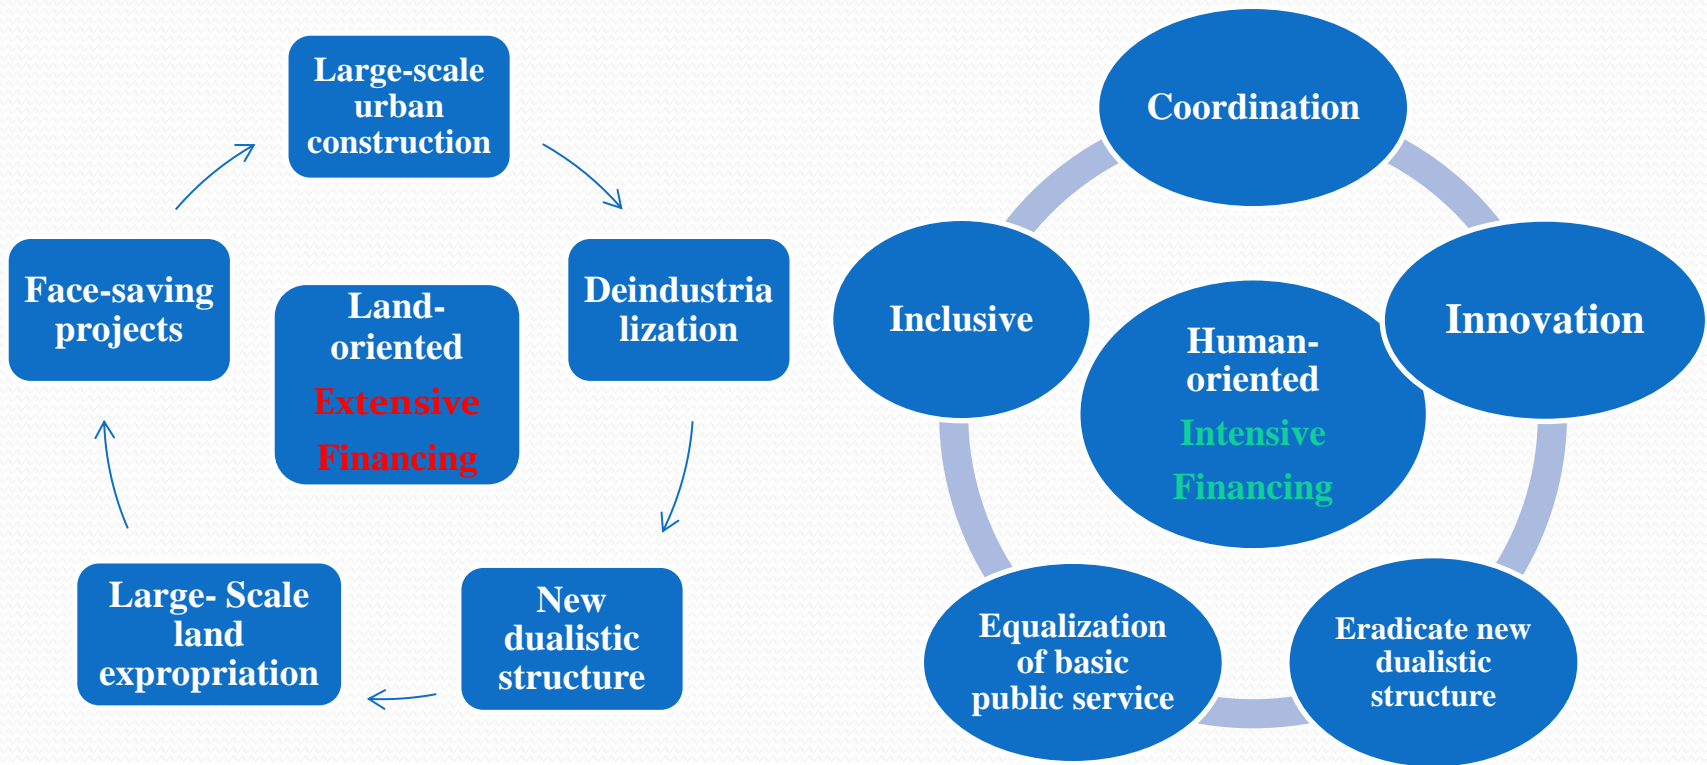 Large-scale
urban
construction
Face-saving
projects
Land-
oriented
Extensive
Financing
Deindustria
lization
Large- Scale
land
expropriation
New
dualistic
structure
Coordination
Inclusive
Human-
oriented
Intensive
Financing
Innovation
Equalization
of basic
public service
Eradicate new
dualistic
structure